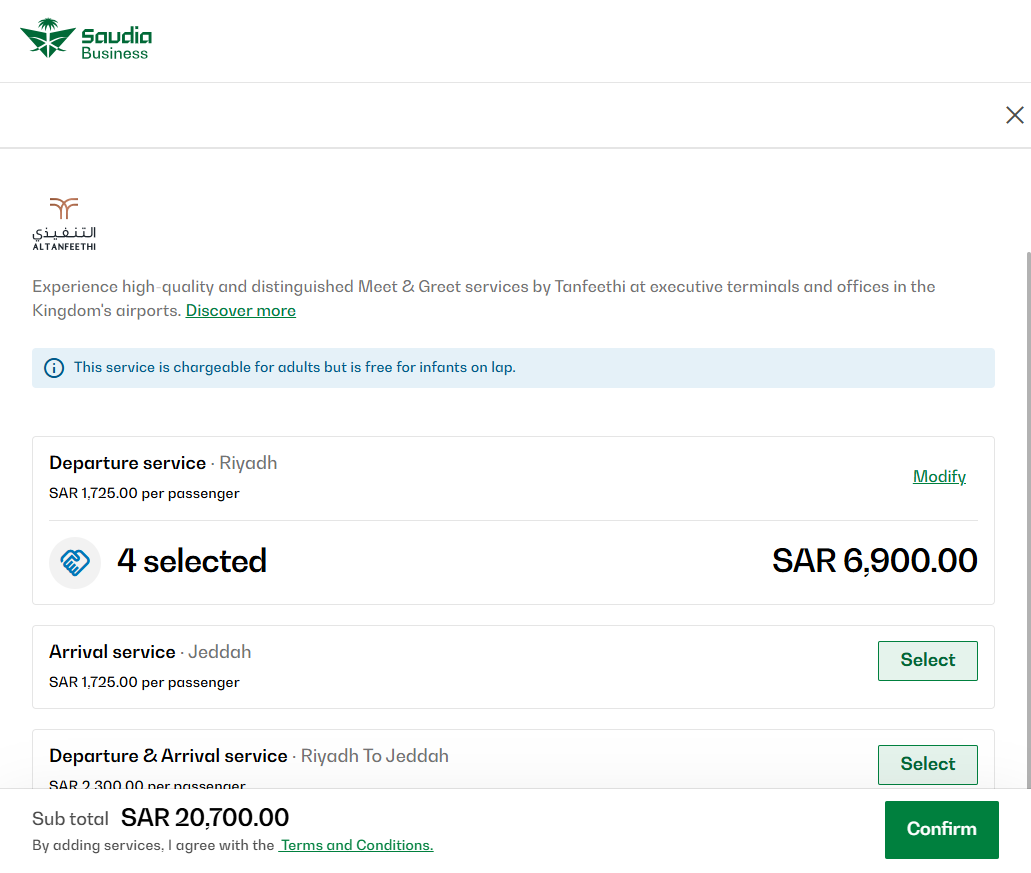 Saudia
Business
التنفيذي
ALTANFEETHI
Experience high-quality and distinguished Meet & Greet services by Tanfeethi at executive terminals and offices in the
Kingdom's airports. Discover more
This service is chargeable for adults but is free for infants on lap.
Departure service · Riyadh
SAR 1,725.00 per passenger
Modify
4 selected
SAR 6,900.00
Arrival service · Jeddah
SAR 1,725.00 per passenger
Select
Departure & Arrival service · Riyadh To Jeddah
SAR 2,300.00 per passenger
Select
Sub total SAR 20,700.00
By adding services, I agree with the Terms and Conditions.
Confirm